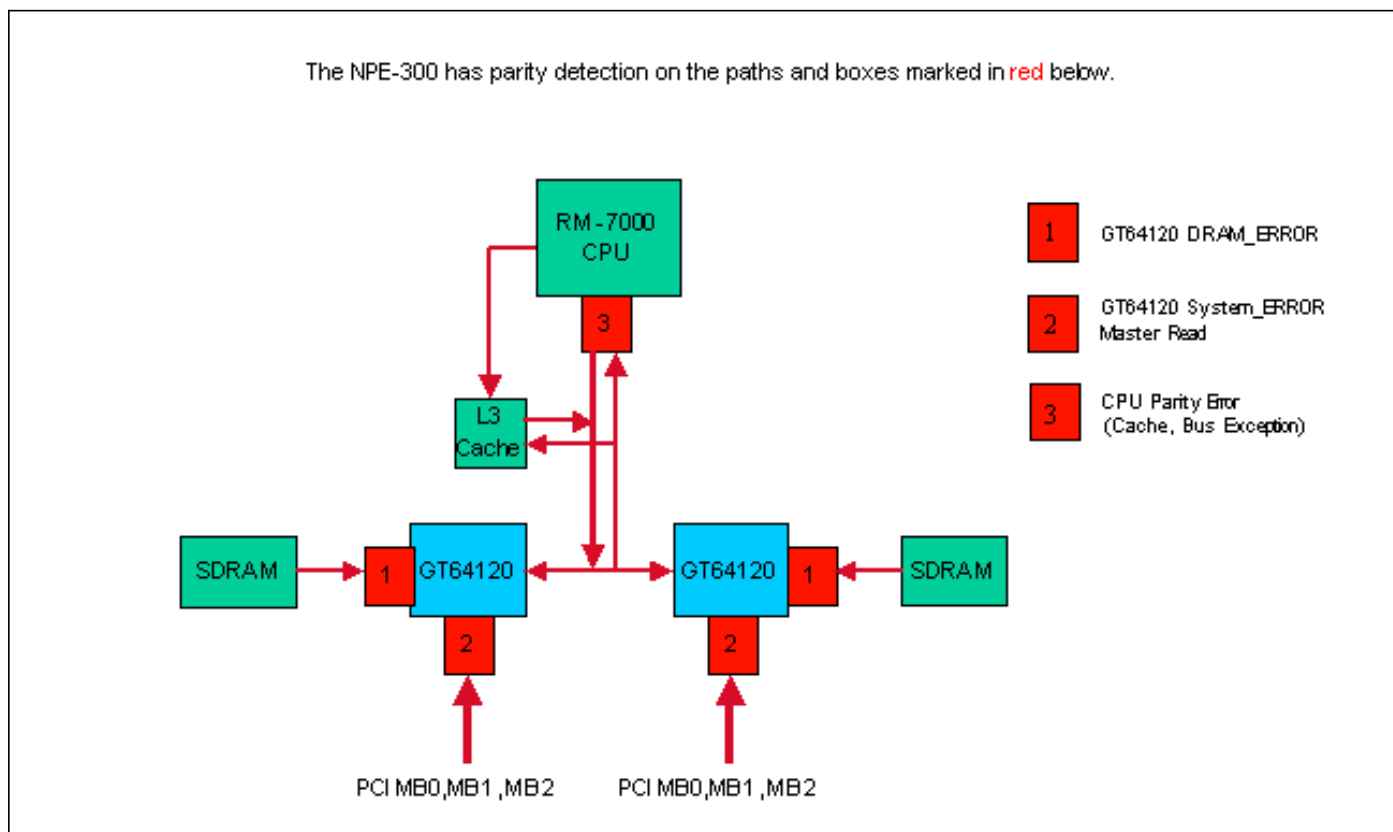 The NPE-300 has parity detection on the paths and boxes marked in red below.
RM-7000
CPU
3
L3
Cache
SDRAM
1
GT64120
2
PCI MB0,MB1,MB2
GT64120
1
SDRAM
2
PCI MB0,MB1,MB2
1
GT64120 DRAM_ERROR
2
GT64120 System_ERROR
Master Read
3
CPU Parity Error
(Cache, Bus Exception)